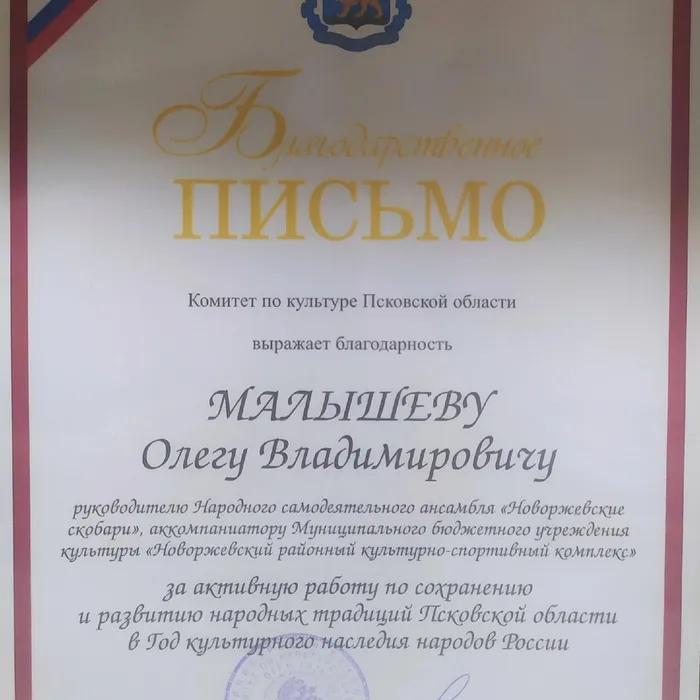 Благодарственное
ПИСЬМО
Комитет по культуре Псковской области
выражает благодарность
МАЛЫШЕВУ
Олегу Владимировичу
руководителю Народного самодеятельного ансамбля «Новоржевские
скобари», аккомпаниатору Муниципального бюджетного учреждения
культуры «Новоржевский районный культурно-спортивный комплекс»
за активную работу по сохранению
и развитию народных традиций Псковской области
в Год культурного наследия народов России